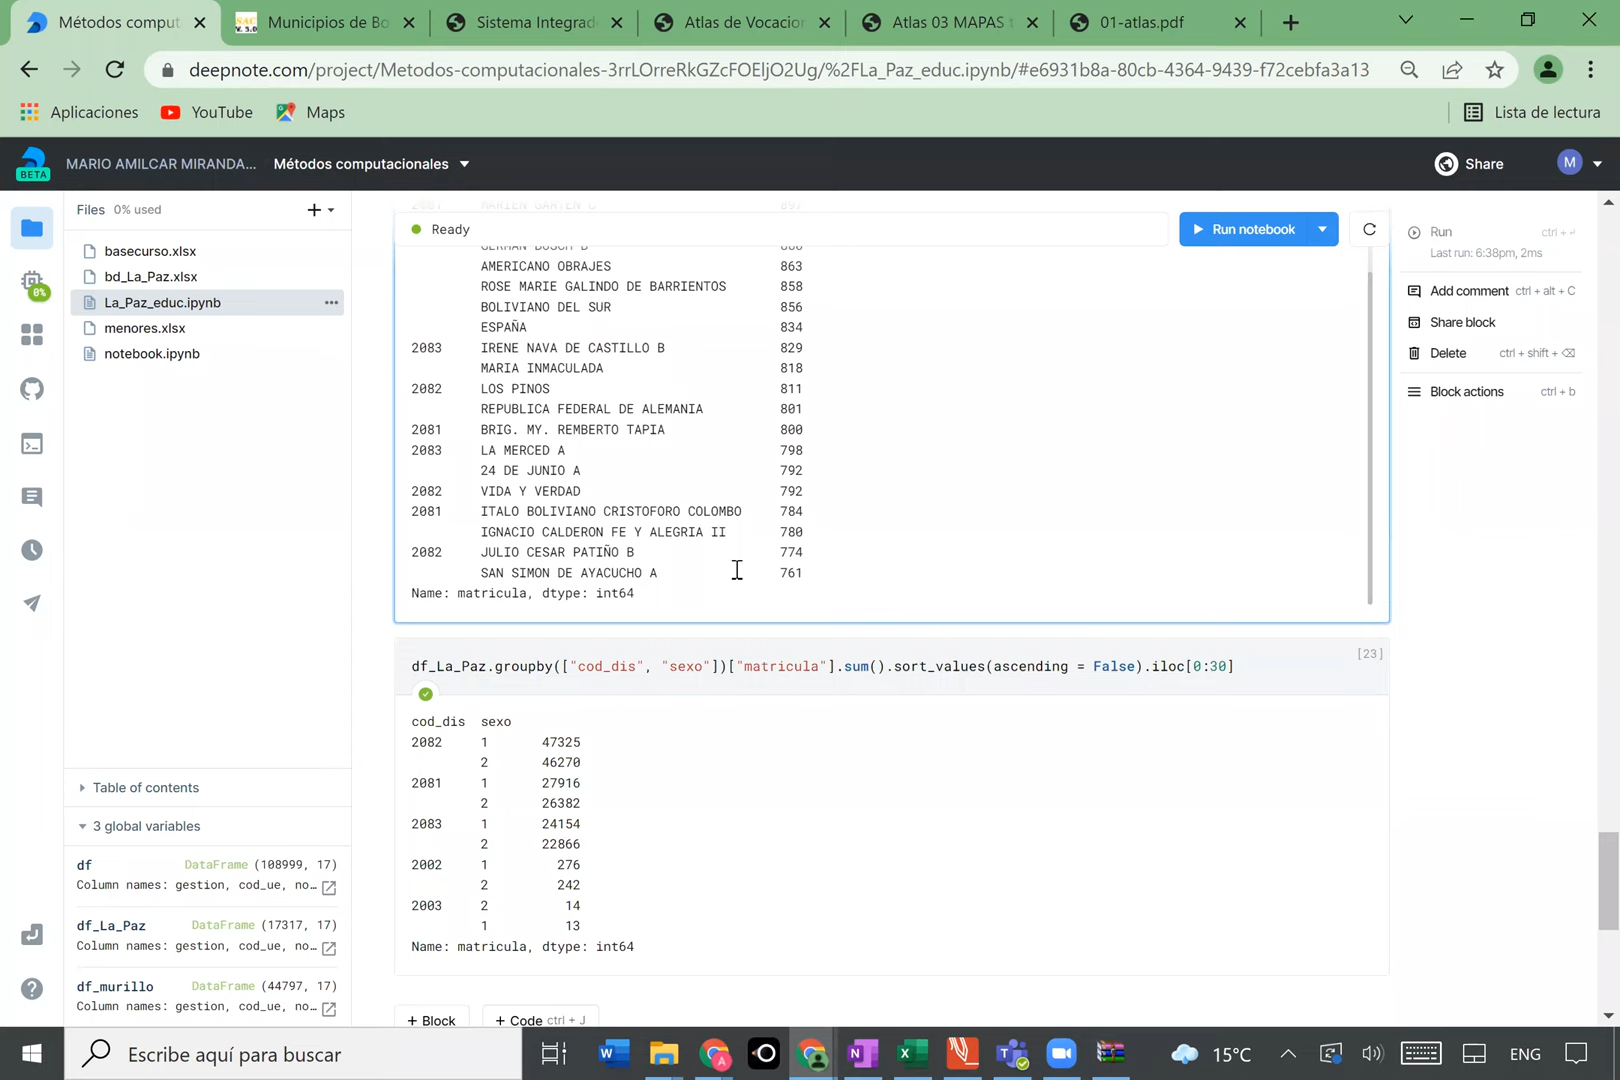 Métodos comput
Municipios de Bo
Sistema Integrad
Atlas de Vocacion
Atlas 03 MAPAS t
01-atlas.pdf
deepnote.com/project/Metodos-computacionales-3rrLOrreRkGZcFOEljO2Ug/%2FLa_Paz_educ.ipynb/#e6931b8a-80cb-4364-9439-f72cebfa3a13
Aplicaciones
YouTube
Maps
Lista de lectura
BETA
MARIO AMILCAR MIRANDA...
Métodos computacionales
Share
M
Files 0% used
basecurso.xlsx
bd_La_Paz.xlsx
La_Paz_educ.ipynb
menores.xlsx
notebook.ipynb
0%
Table of contents
3 global variables
df DataFrame (108999, 17)
Column names: gestion, cod_ue, no...
df_La_Paz DataFrame (17317, 17)
Column names: gestion, cod_ue, no...
df_murillo DataFrame (44797, 17)
Column names: gestion, cod_ue, no...
Ready
Run notebook
AMERICANO OBRAJES 863
ROSE MARIE GALINDO DE BARRIENTOS 858
BOLIVIANO DEL SUR 856
ESPAÑA 834
2083 IRENE NAVA DE CASTILLO B 829
MARIA INMACULADA 818
2082 LOS PINOS 811
REPUBLICA FEDERAL DE ALEMANIA 801
2081 BRIG. MY. REMBERTO TAPIA 800
2083 LA MERCED A 798
24 DE JUNIO A 792
2082 VIDA Y VERDAD 792
2081 ITALO BOLIVIANO CRISTOFORO COLOMBO 784
IGNACIO CALDERON FE Y ALEGRIA II 780
2082 JULIO CESAR PATIÑO B 774
SAN SIMON DE AYACUCHO A 761
Name: matricula, dtype: int64
[23]
df_La_Paz.groupby(["cod_dis", "sexo"])["matricula"].sum().sort_values(ascending = False).iloc[0:30]
cod_dis sexo
2082 1 47325
2 46270
2081 1 27916
2 26382
2083 1 24154
2 22866
2002 1 276
2 242
2003 2 14
1 13
Name: matricula, dtype: int64
+ Block
+ Code ctrl + J
Run ctrl + ⏎
Last run: 6:38pm, 2ms
Add comment ctrl + alt + C
Share block
Delete ctrl + shift + ⌫
Block actions ctrl + b
Escribe aquí para buscar
15°C
ENG